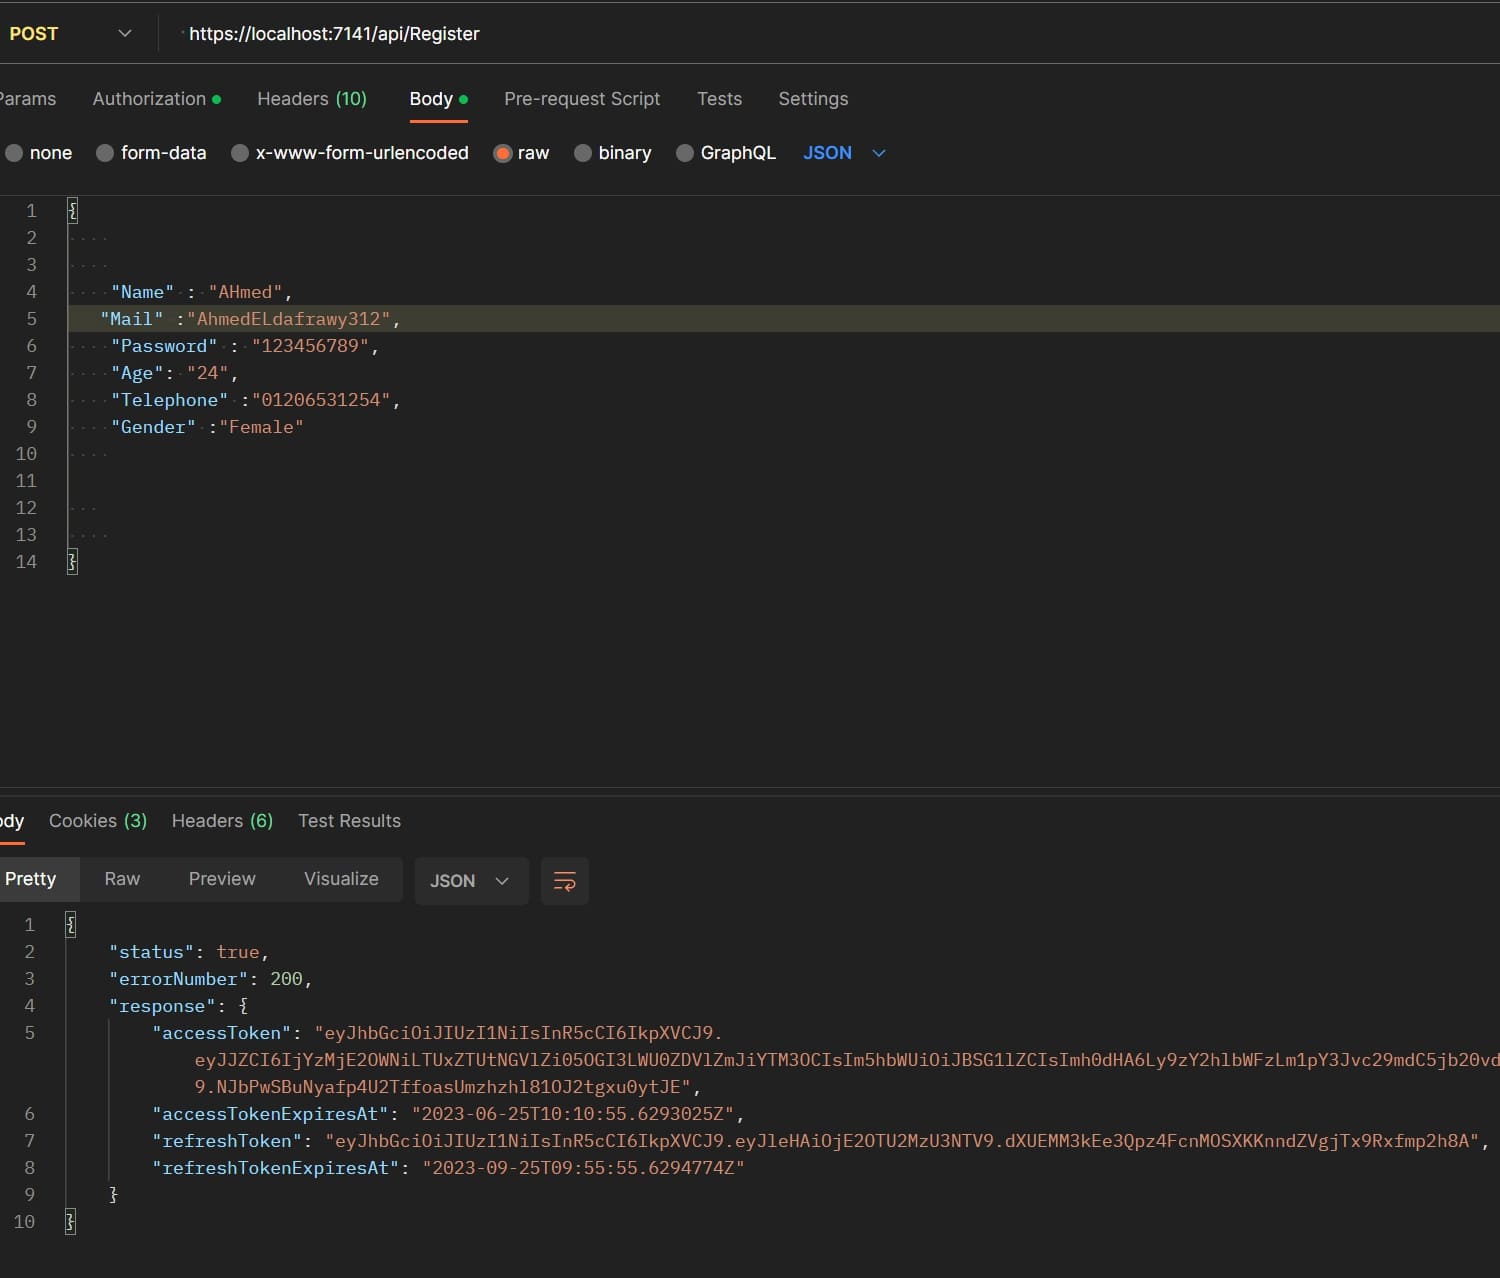 POST https://localhost:7141/api/Register
Params Authorization Headers (10) Body Pre-request Script Tests Settings
none form-data x-www-form-urlencoded raw binary GraphQL JSON
1 {
2
3
4 "Name" : "AHmed",
5 "Mail" :"AhmedELdafrawy312",
6 "Password" : "123456789",
7 "Age": "24",
8 "Telephone" :"01206531254",
9 "Gender" :"Female"
10
11
12
13
14 }
ody Cookies (3) Headers (6) Test Results
Pretty Raw Preview Visualize JSON
1 {
2 "status": true,
3 "errorNumber": 200,
4 "response": {
5 "accessToken": "eyJhbGciOiJIUzI1NiIsInR5cCI6IkpXVCJ9.
eyJJZCI6IjYzMjE2OWNiLTUxZTUtNGVlZi05OGI3LWU0ZDVlZmJiYTM3OCIsIm5hbWUiOiJBSG1lZCIsImh0dHA6Ly9zY2hlbWFzLm1pY3Jvc29mdC5jb20vd
9.NJbPwSBuNyafp4U2TffoasUmzhzhl81OJ2tgxu0ytJE",
6 "accessTokenExpiresAt": "2023-06-25T10:10:55.6293025Z",
7 "refreshToken": "eyJhbGciOiJIUzI1NiIsInR5cCI6IkpXVCJ9.eyJleHAiOjE2OTU2MzU3NTV9.dXUEMM3kEe3Qpz4FcnMOSXKKnndZVgjTx9Rxfmp2h8A",
8 "refreshTokenExpiresAt": "2023-09-25T09:55:55.6294774Z"
9 }
10 }